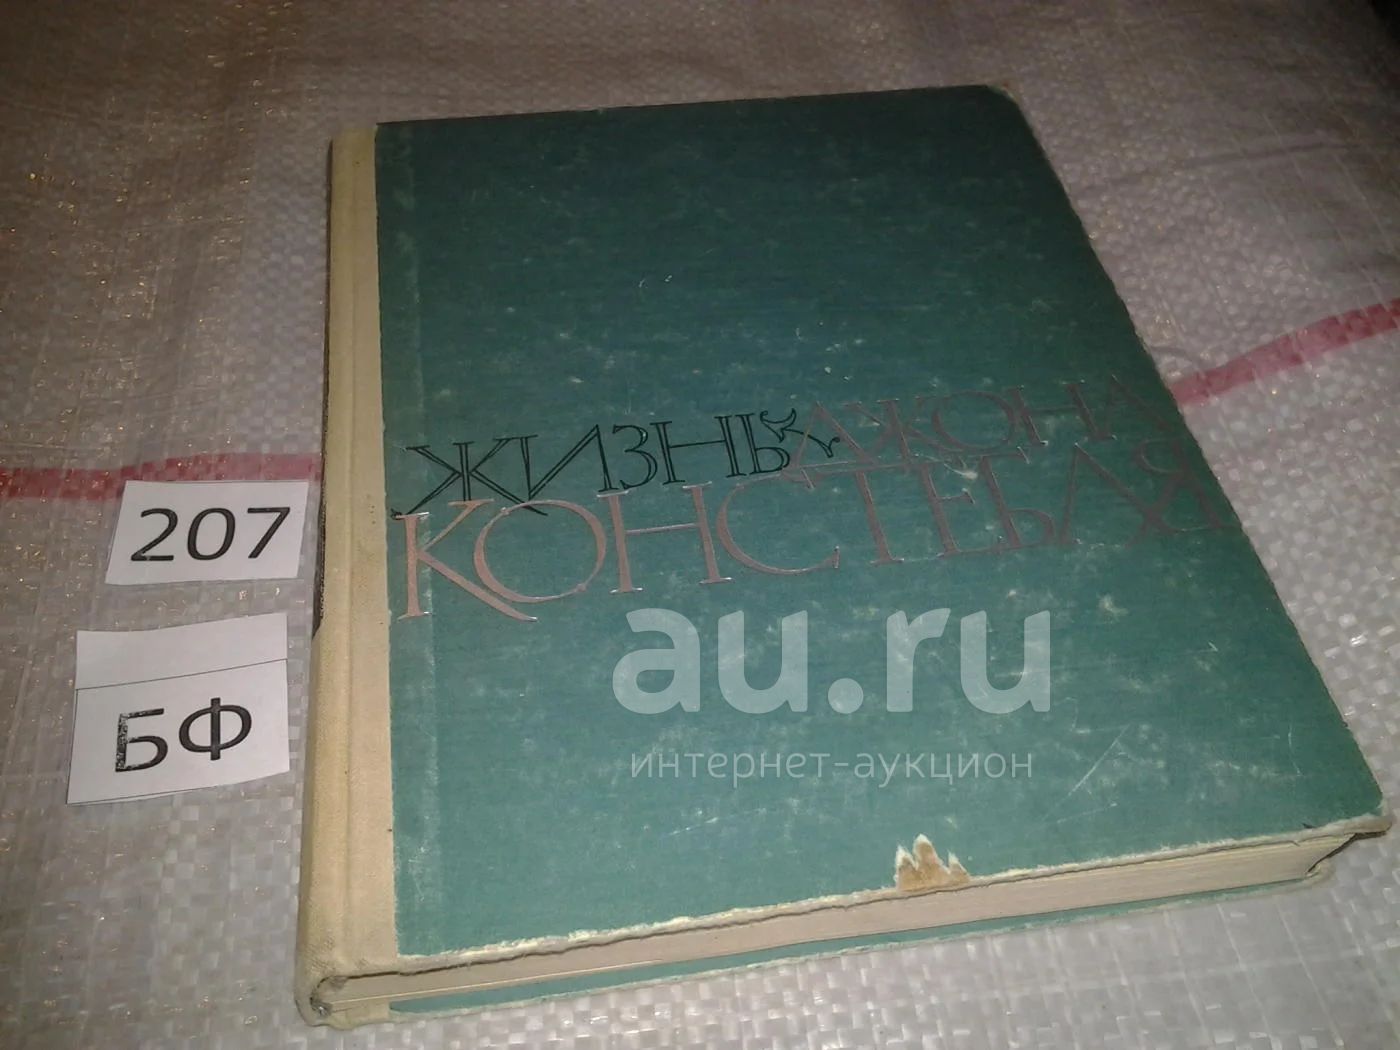 ЖИЗНЬ ДЖОНА
КОНСТЕБЛЯ
207
БФ
au.ru
интернет-аукцион